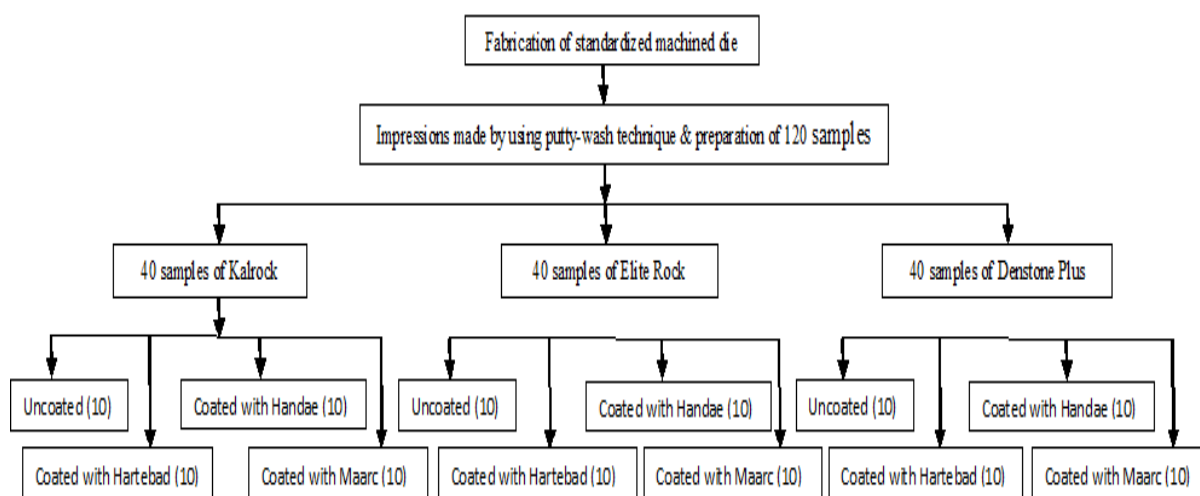 Fabrication of standardized machined die
Impressions made by using putty-wash technique & preparation of 120 samples
40 samples of Kalrock
40 samples of Elite Rock
40 samples of Denstone Plus
Uncoated (10)
Coated with Handae (10)
Uncoated (10)
Coated with Handae (10)
Uncoated (10)
Coated with Handae (10)
Coated with Hartebad (10)
Coated with Maarc (10)
Coated with Hartebad (10)
Coated with Maarc (10)
Coated with Hartebad (10)
Coated with Maarc (10)